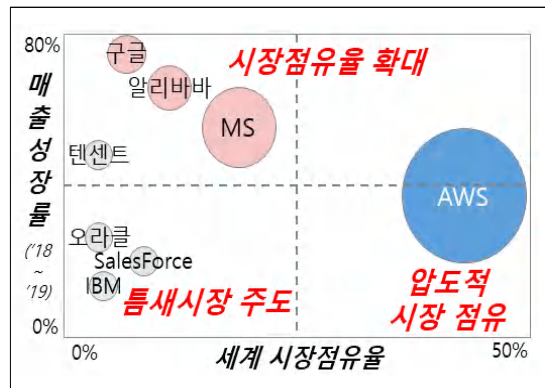 80%
구글
시장점유율 확대
알리바바
MS
매출성장률
텐센트
AWS
오라클
('18
~
'19)
SalesForce
IBM
틈새시장 주도
압도적
시장 점유
0%
0%
세계 시장점유율
50%